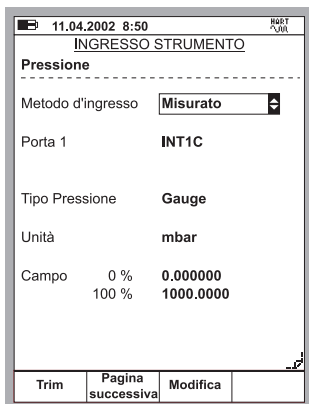 11.04.2002 8:50 HART
INGRESSO STRUMENTO
Pressione
Metodo d'ingresso Misurato
Porta 1 INT1C
Tipo Pressione Gauge
Unità mbar
Campo 0 % 0.000000
100 % 1000.0000
Trim Pagina successiva Modifica